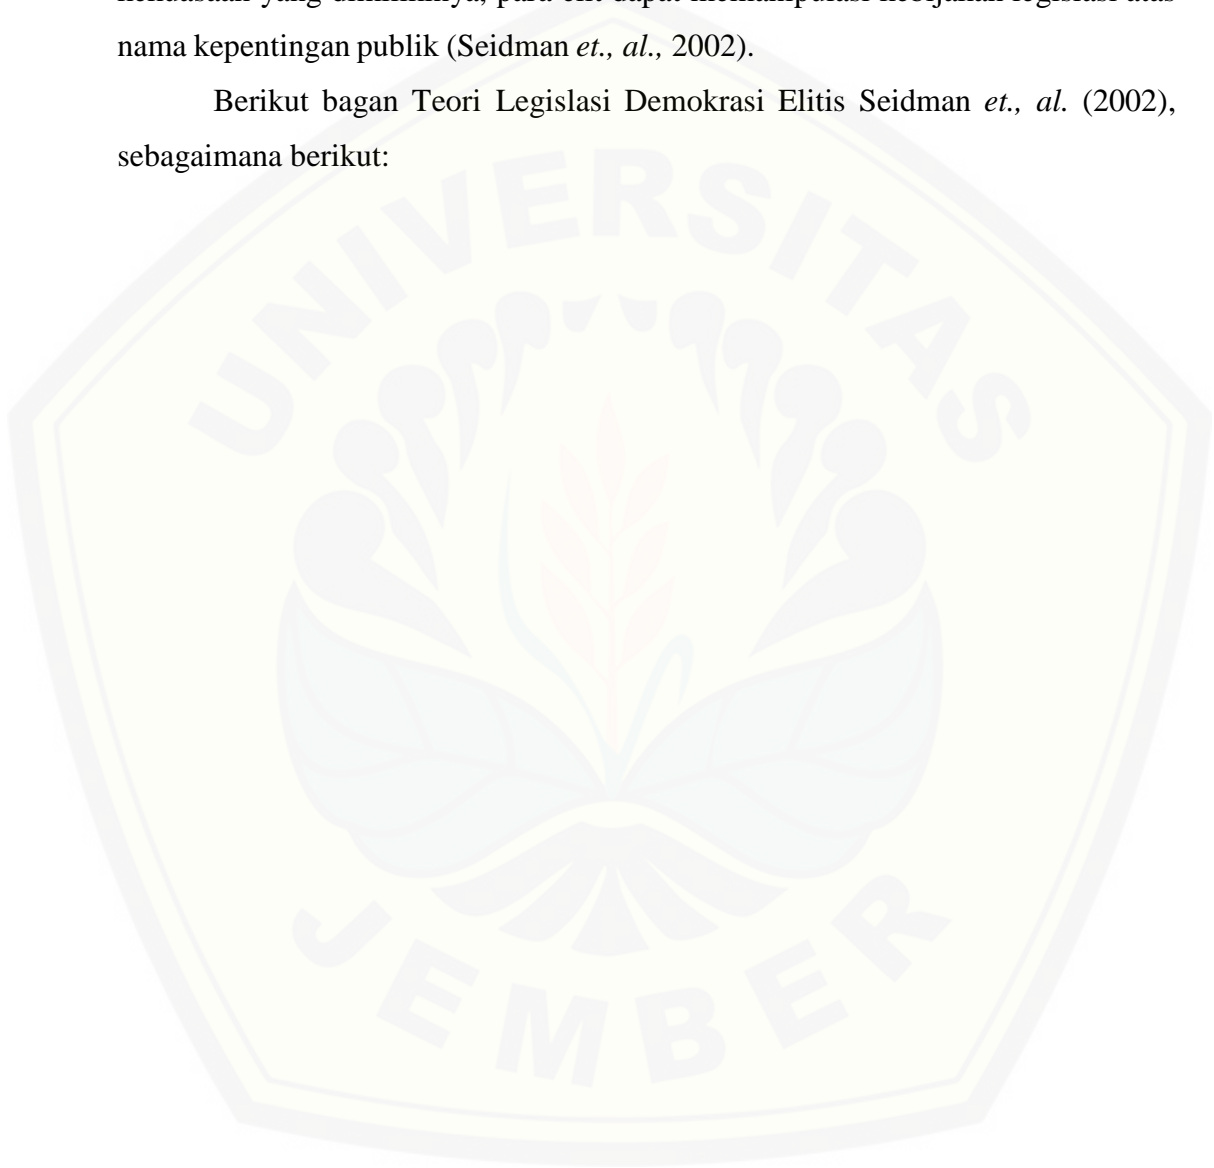 kekuasaan yang dimilikinya, para elit dapat memanipulasi kebijakan legislasi atas
nama kepentingan publik (Seidman et., al., 2002).
Berikut bagan Teori Legislasi Demokrasi Elitis Seidman et., al. (2002),
sebagaimana berikut:
UNIVERSITAS
JEMBER